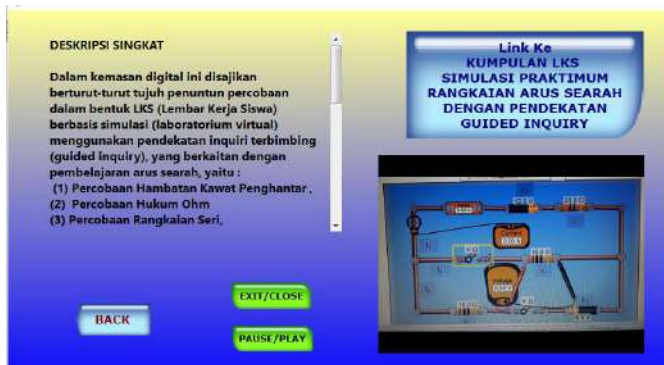 DESKRIPSI SINGKAT
Dalam kemasan digital ini disajikan
berturut-turut tujuh penuntun percobaan
dalam bentuk LKS (Lembar Kerja Siswa)
berbasis simulasi (laboratorium virtual)
menggunakan pendekatan inquiri terbimbing
(guided inquiry), yang berkaitan dengan
pembelajaran arus searah, yaitu :
(1) Percobaan Hambatan Kawat Penghantar .
(2) Percobaan Hukum Ohm
(3) Percobaan Rangkaian Seri,
Link Ke
KUMPULAN LKS
SIMULASI PRAKTIMUM
RANGKAIAN ARUS SEARAH
DENGAN PENDEKATAN
GUIDED INQUIRY
Current
Voltage
BACK
EXIT/CLOSE
PAUSE/PLAY